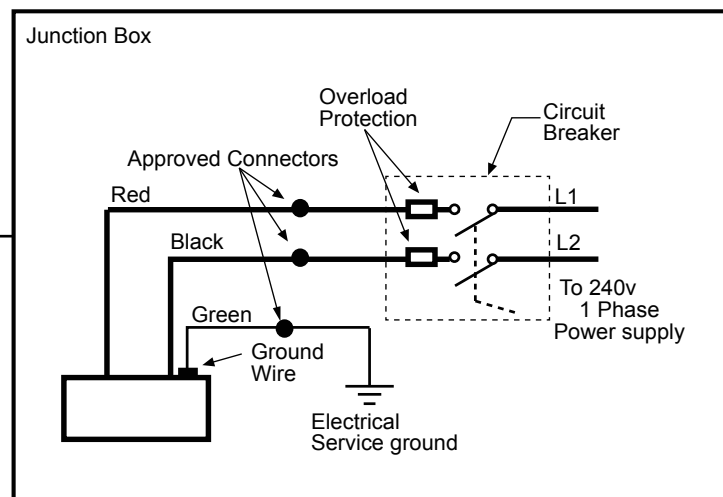 Junction Box
Overload
Protection
Circuit
Breaker
Approved Connectors
Red
L1
Black
L2
To 240v
1 Phase
Power supply
Green
Ground
Wire
Electrical
Service ground